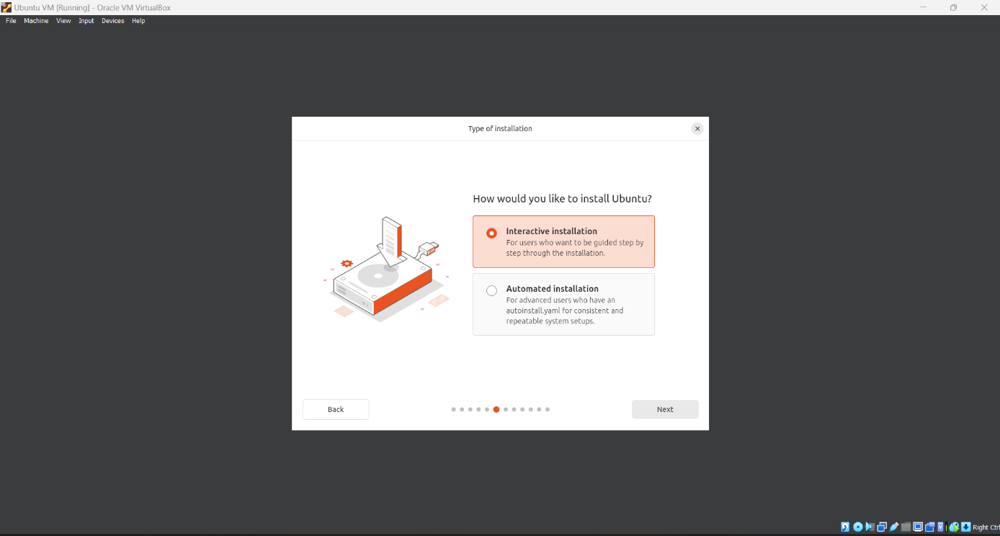 Ubuntu VM [Running] - Oracle VM VirtualBox
File Machine View Input Devices Help
Type of installation
How would you like to install Ubuntu?
Interactive installation
For users who want to be guided step by
step through the installation.
Automated installation
For advanced users who have an
autoinstall.yaml for consistent and
repeatable system setups.
Back
Next
Right Ctrl